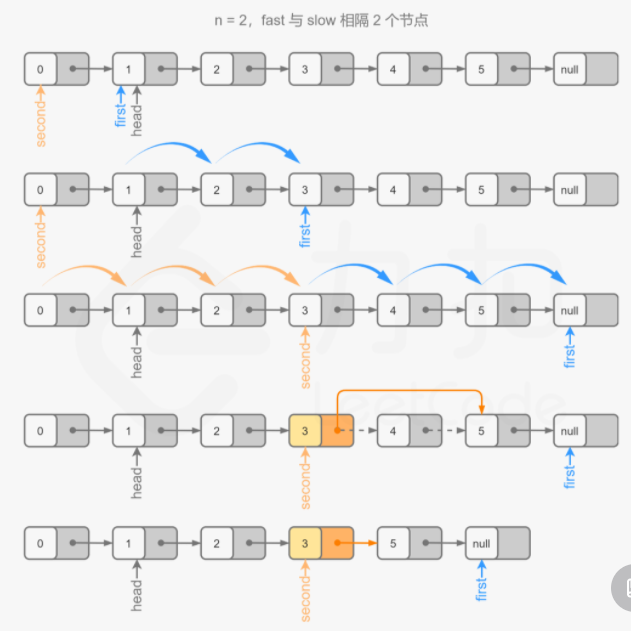 n = 2，fast 与 slow 相隔 2 个节点
0 1 2 3 4 5 null
second first head
0 1 2 3 4 5 null
second head first
0 1 2 3 4 5 null
head second first
力扣
LeetCode
0 1 2 3 4 5 null
head second first
0 1 2 3 5 null
head second first